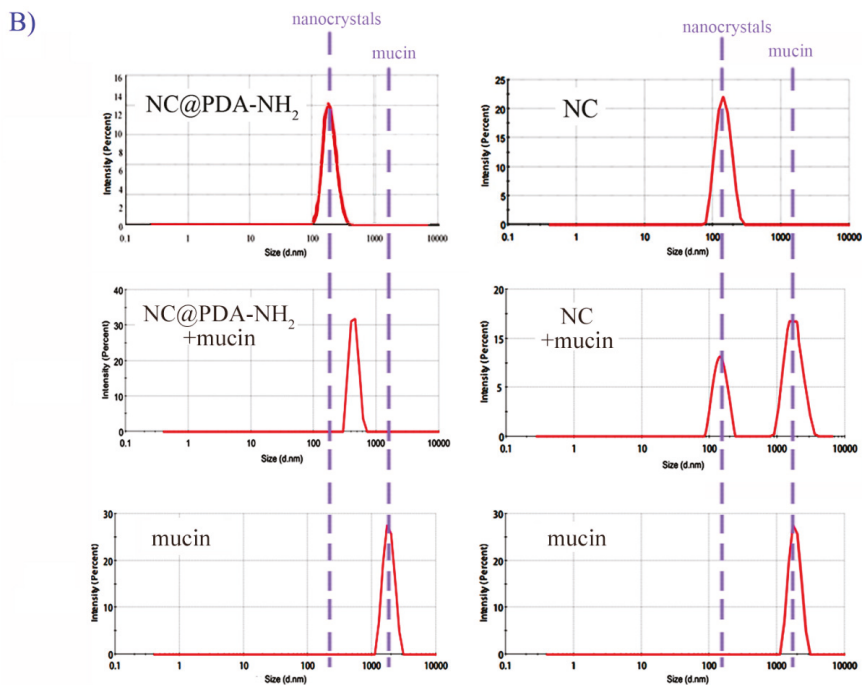 B)
nanocrystals
mucin
nanocrystals
mucin
NC@PDA-NH2
Intensity (Percent)
16
14
12
10
8
6
4
2
0
0.1 1 10 100 1000 10000
Size (d.nm)
NC
Intensity (Percent)
25
20
15
10
5
0
0.1 1 10 100 1000 10000
Size (d.nm)
NC@PDA-NH2
+mucin
Intensity (Percent)
40
30
20
10
0
0.1 1 10 100 1000 10000
Size (d.nm)
NC
+mucin
Intensity (Percent)
20
15
5
0
0.1 1 10 100 1000 10000
Size (d.nm)
mucin
Intensity (Percent)
30
20
10
0
0.1 1 10 100 1000 10000
Size (d.nm)
mucin
Intensity (Percent)
30
20
10
0
0.1 1 10 100 1000 10000
Size (d.nm)